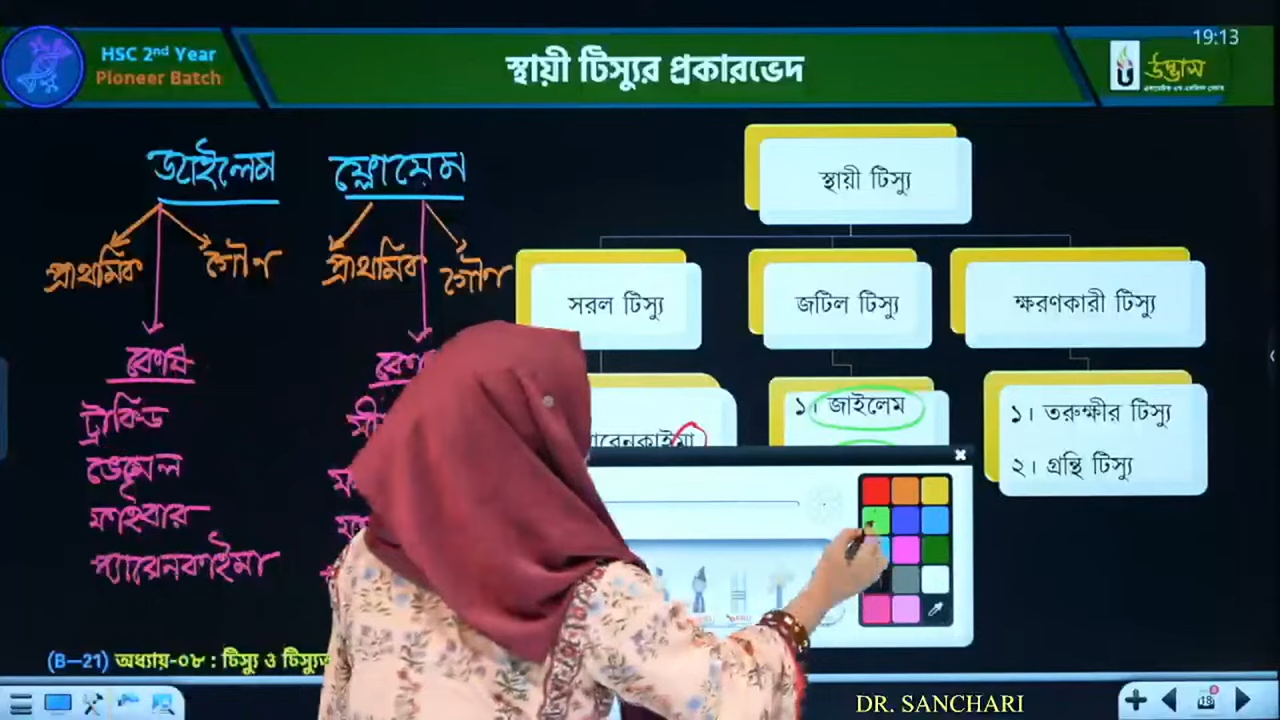 HSC 2nd Year
Pioneer Batch
স্থায়ী টিস্যুর প্রকারভেদ
19:13
উদ্ভাস
জাইলেম
ফ্লোয়েম
প্রাথমিক
গৌণ
প্রাথমিক
গৌণ
কোষ
ট্রাকিড
ভেসেল
ফাইবার
প্যারেনকাইমা
স্থায়ী টিস্যু
সরল টিস্যু
জটিল টিস্যু
ক্ষরণকারী টিস্যু
১। জাইলেম
১। তরুক্ষীর টিস্যু
২। গ্রন্থি টিস্যু
(B-21) অধ্যায়-০৮ : টিস্যু ও
DR. SANCHARI
18